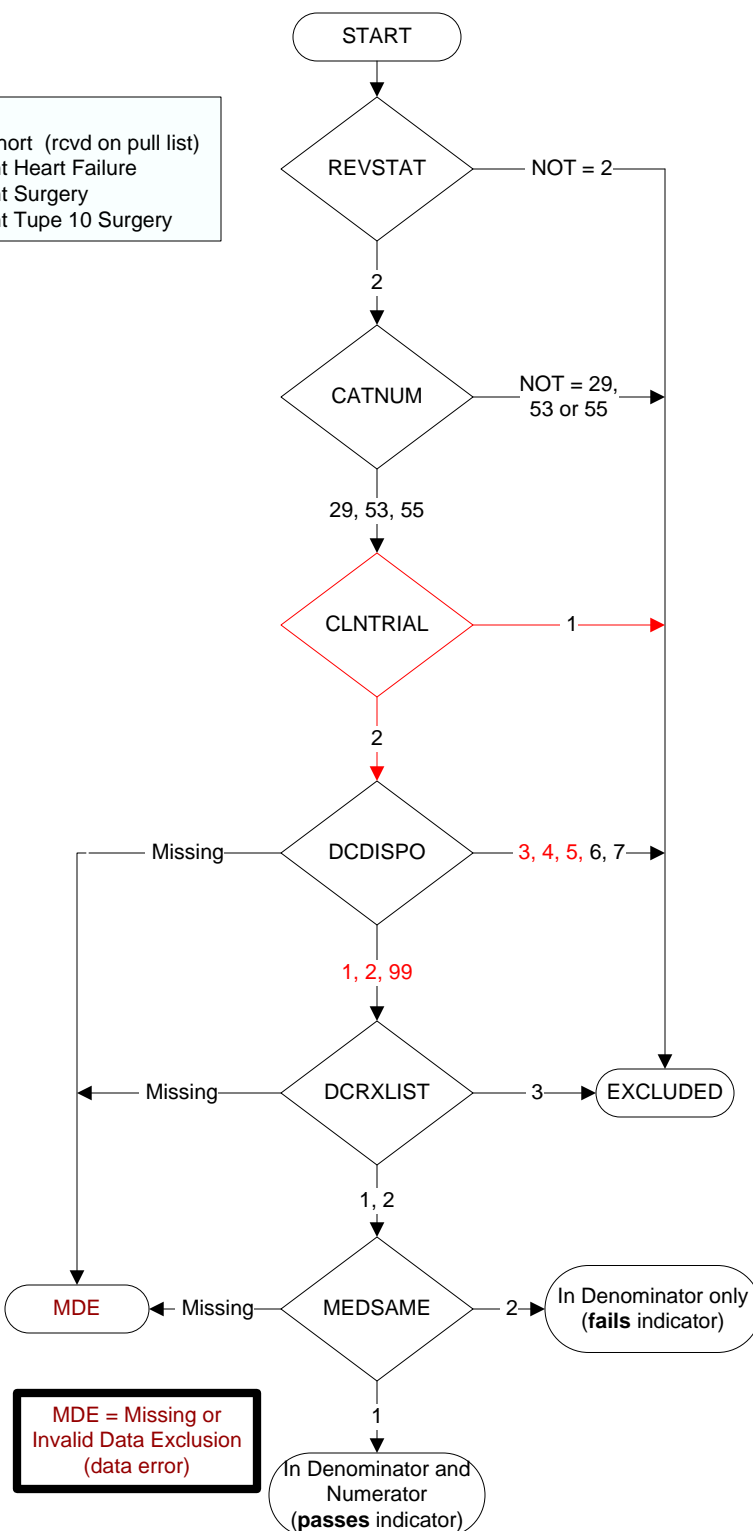 START
(rcvd on pull list)
Heart Failure
Surgery
Tupe 10 Surgery
REVSTAT
NOT = 2
2
CATNUM
NOT = 29,
53 or 55
29, 53, 55
CLNTRIAL
1
2
Missing
DCDISPO
3, 4, 5, 6, 7
1, 2, 99
Missing
DCRXLIST
3
EXCLUDED
1, 2
MDE
Missing
MEDSAME
2
In Denominator only
(fails indicator)
1
MDE = Missing or
Invalid Data Exclusion
(data error)
In Denominator and
Numerator
(passes indicator)